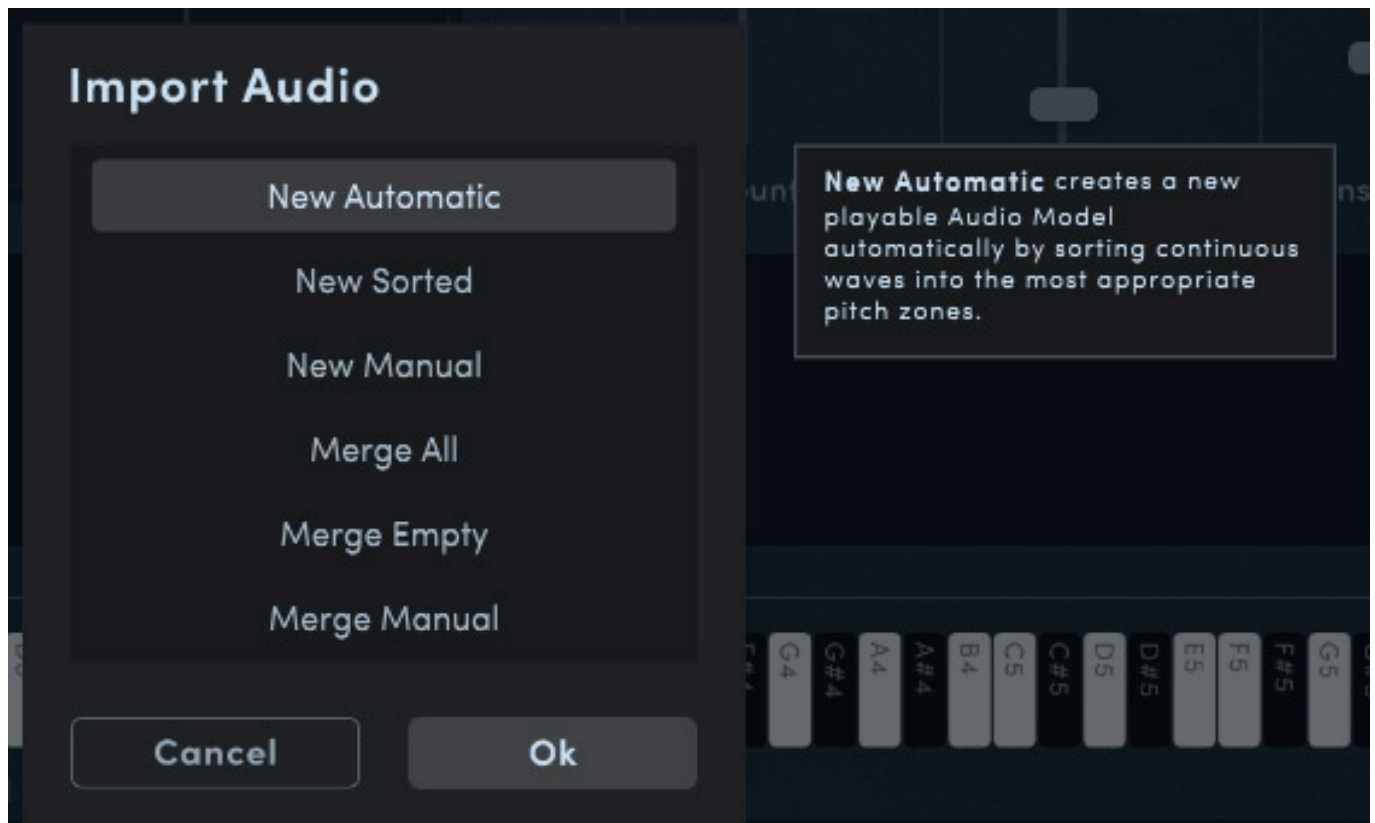 Import Audio
New Automatic
New Sorted
New Manual
Merge All
Merge Empty
Merge Manual
Cancel
Ok
New Automatic creates a new
playable Audio Model
automatically by sorting continuous
waves into the most appropriate
pitch zones.
G4
G#4
A4
A#4
B4
C5
C#5
D5
D#5
E5
F5
F#5
G5